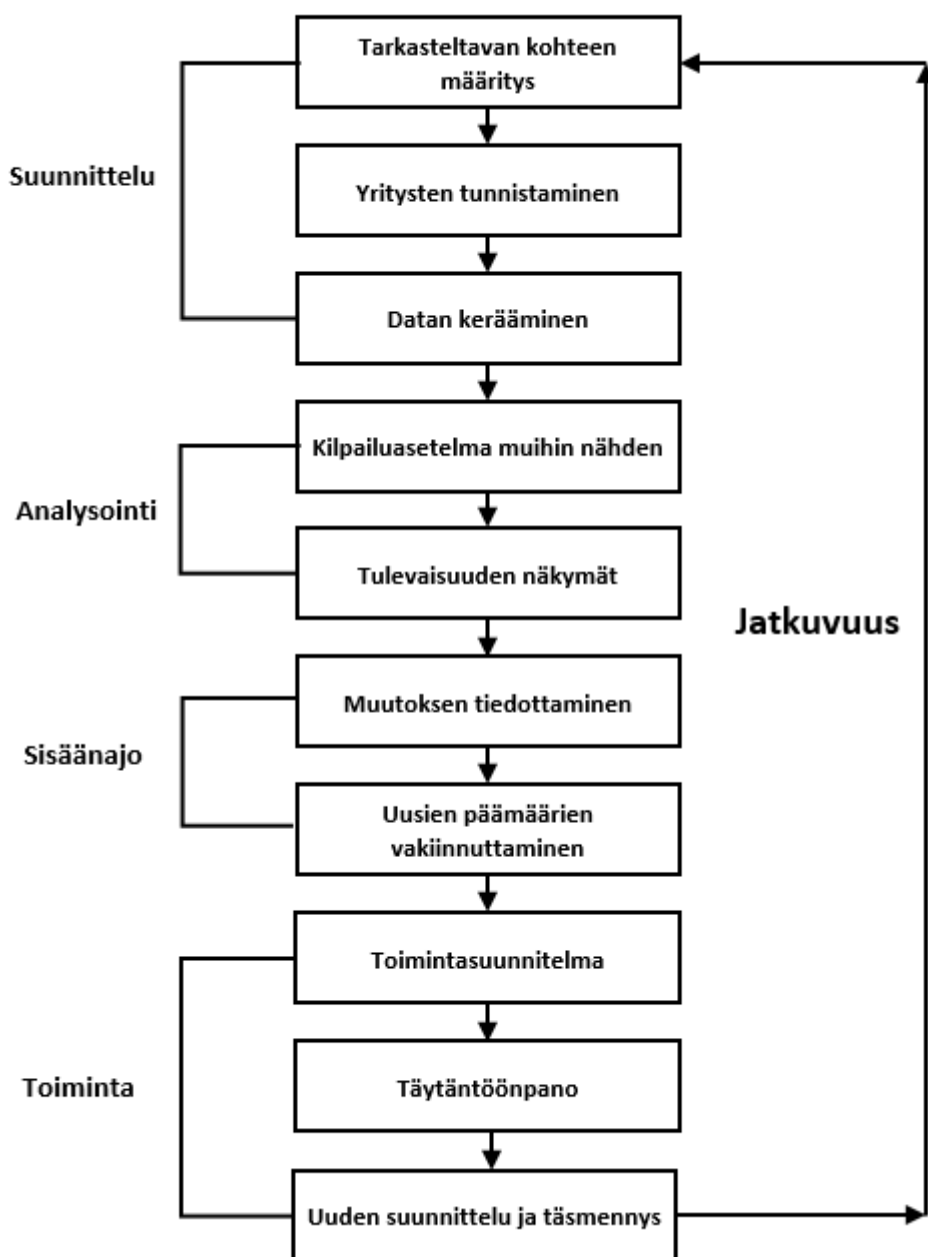 Tarkasteltavan kohteen
määritys
Suunnittelu
Yritysten tunnistaminen
Datan kerääminen
Kilpailuasetelma muihin nähden
Analysointi
Tulevaisuuden näkymät
Jatkuvuus
Muutoksen tiedottaminen
Sisäänajo
Uusien päämäärien
vakiinnuttaminen
Toimintasuunnitelma
Toiminta
Täytäntöönpano
Uuden suunnittelu ja täsmennys